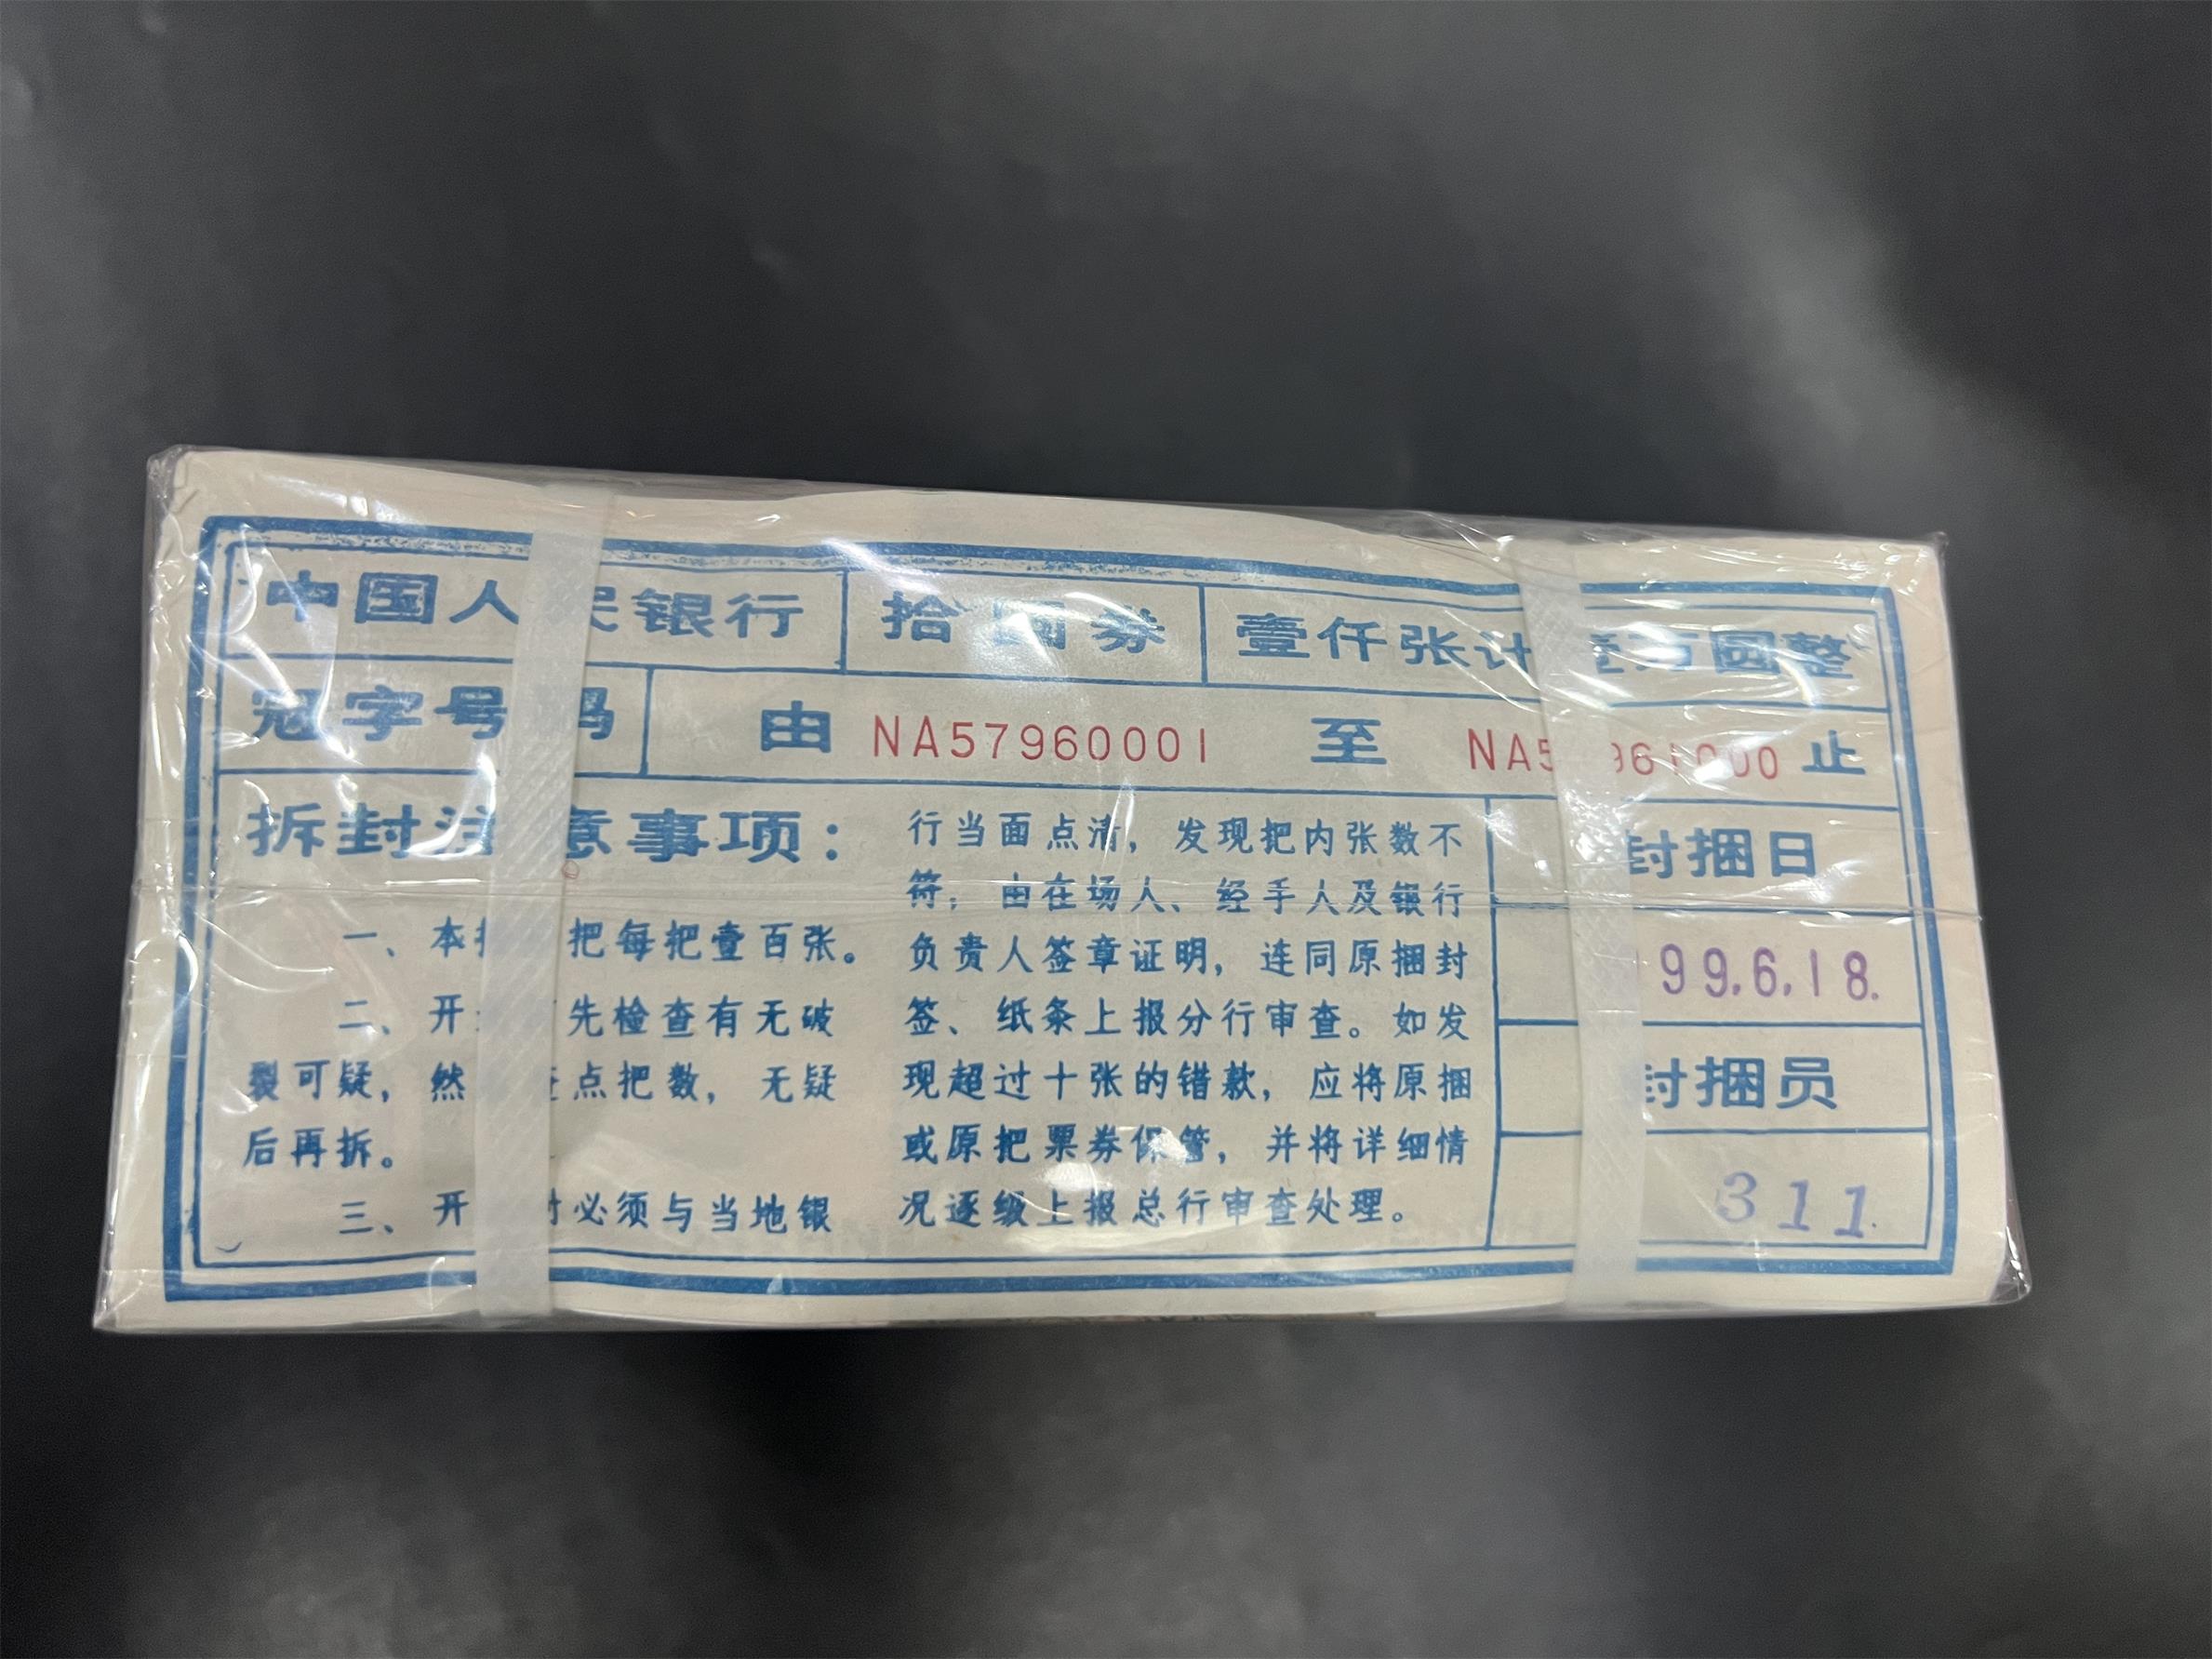 中国人民银行 拾圆券 壹仟张计壹万圆整
冠字号码 由 NA57960001 至 NA5 961000 止
拆封注意事项：
一、本 把每把壹百张。
二、开 先检查有无破
裂可疑，然 点把数，无疑
后再拆。
三、开 时必须与当地银
行当面点清，发现把内张数不
符，由在场人、经手人及银行
负责人签章证明，连同原捆封
签、纸条上报分行审查。如发
现超过十张的错款，应将原捆
或原把票券保管，并将详细情
况逐级上报总行审查处理。
封捆日
99.6.18.
封捆员
311